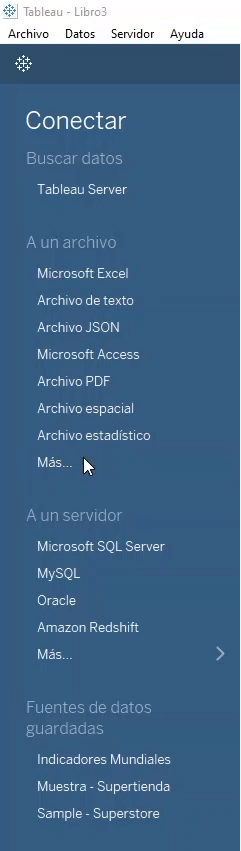 Tableau - Libro3
Archivo Datos Servidor Ayuda
Conectar
Buscar datos
Tableau Server
A un archivo
Microsoft Excel
Archivo de texto
Archivo JSON
Microsoft Access
Archivo PDF
Archivo espacial
Archivo estadístico
Más...
A un servidor
Microsoft SQL Server
MySQL
Oracle
Amazon Redshift
Más...
Fuentes de datos
guardadas
Indicadores Mundiales
Muestra - Supertienda
Sample - Superstore